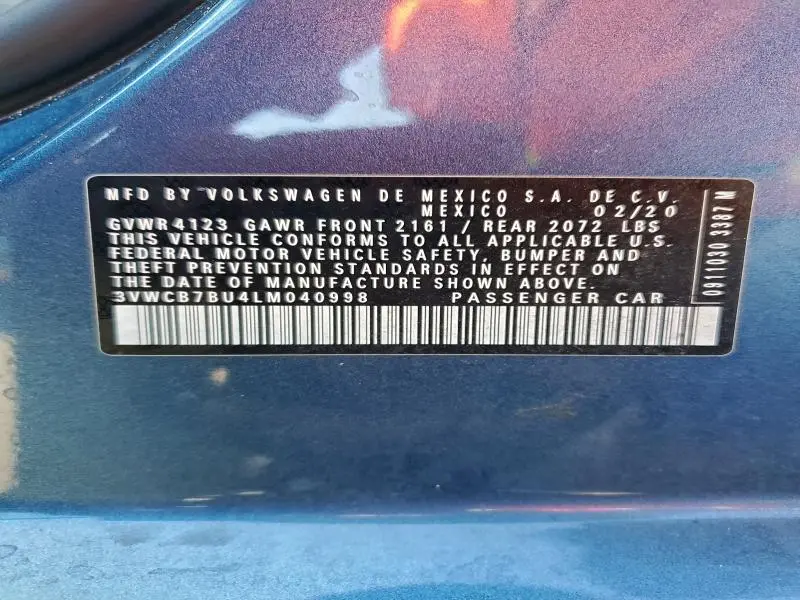 MFD BY VOLKSWAGEN DE MEXICO S.A. DE C.V.
MEXICO 02/20
GVWR 4123 GAWR FRONT 2161 / REAR 2072 LBS
THIS VEHICLE CONFORMS TO ALL APPLICABLE U.S.
FEDERAL MOTOR VEHICLE SAFETY, BUMPER AND
THEFT PREVENTION STANDARDS IN EFFECT ON
THE DATE OF MANUFACTURE SHOWN ABOVE.
3VWCB7BU4LM040998 PASSENGER CAR
0911030 3387 M